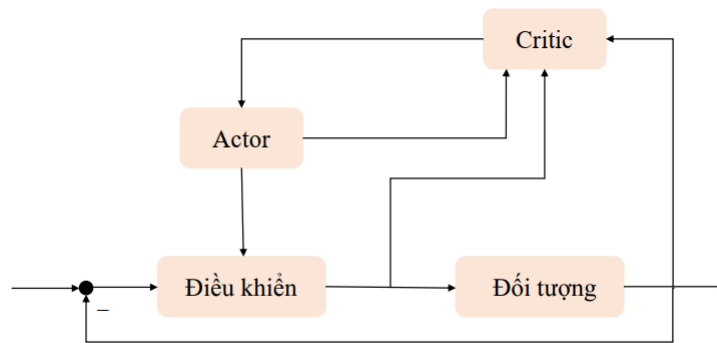 Critic
Actor
Điều khiển
Đối tượng
–